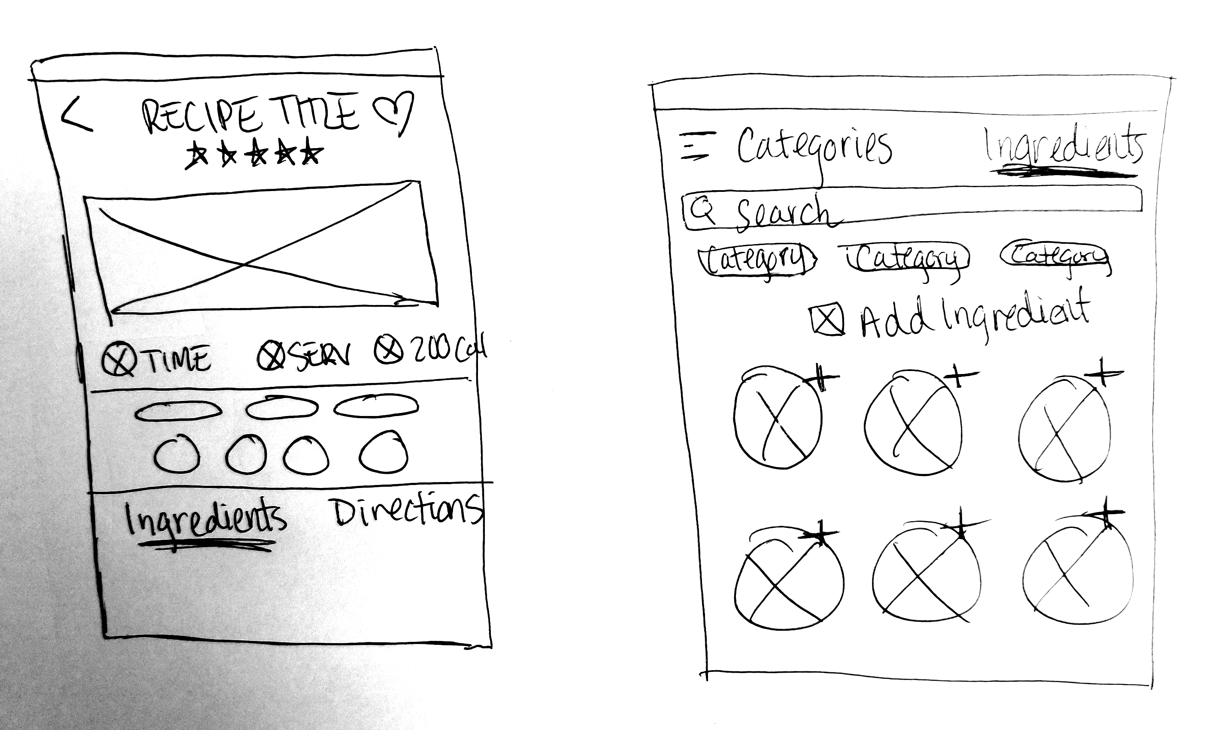 RECIPE TITLE
TIME SERV 200 Cal
Ingredients Directions
Categories Ingredients
Search
Category Category Category
Add Ingredient